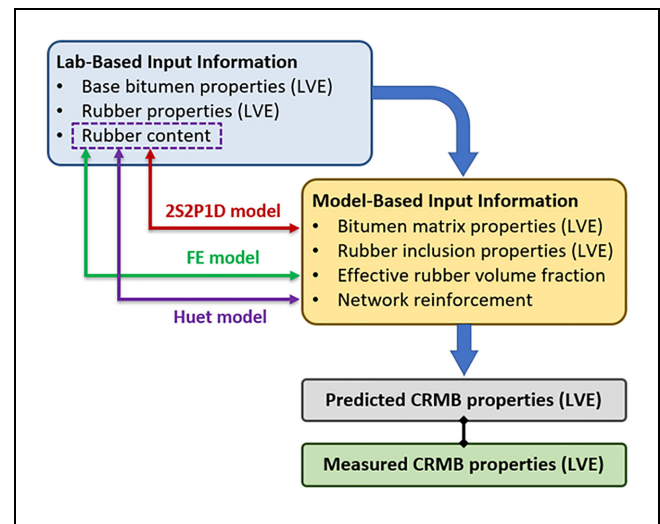 Lab-Based Input Information
• Base bitumen properties (LVE)
• Rubber properties (LVE)
• Rubber content
2S2P1D model
FE model
Huet model
Model-Based Input Information
• Bitumen matrix properties (LVE)
• Rubber inclusion properties (LVE)
• Effective rubber volume fraction
• Network reinforcement
Predicted CRMB properties (LVE)
Measured CRMB properties (LVE)